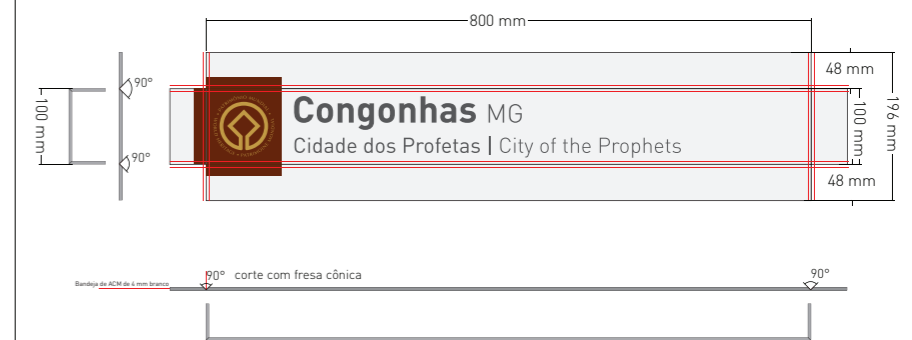 800 mm
48 mm
90°
100 mm
Congonhas MG
100 mm
196 mm
Cidade dos Profetas | City of the Prophets
90°
48 mm
90° corte com fresa cônica
90°
Bandeja de ACM de 4 mm branco